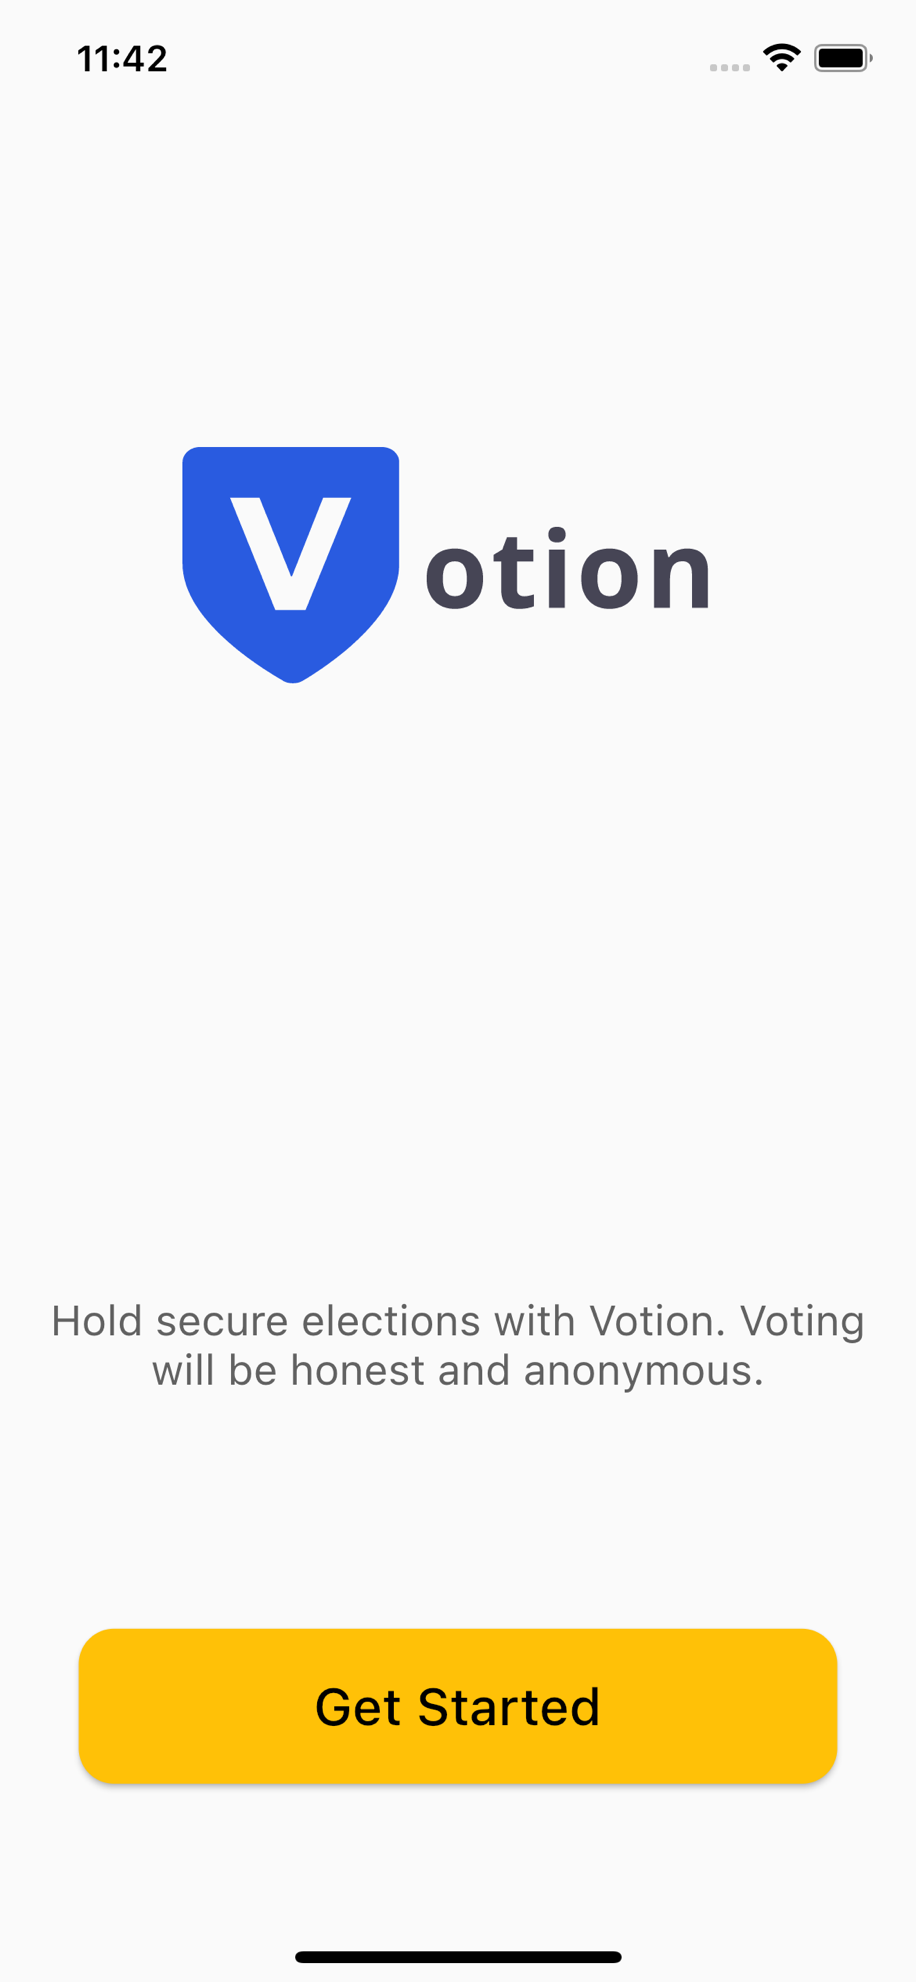 11:42
Votion
Hold secure elections with Votion. Voting
will be honest and anonymous.
Get Started